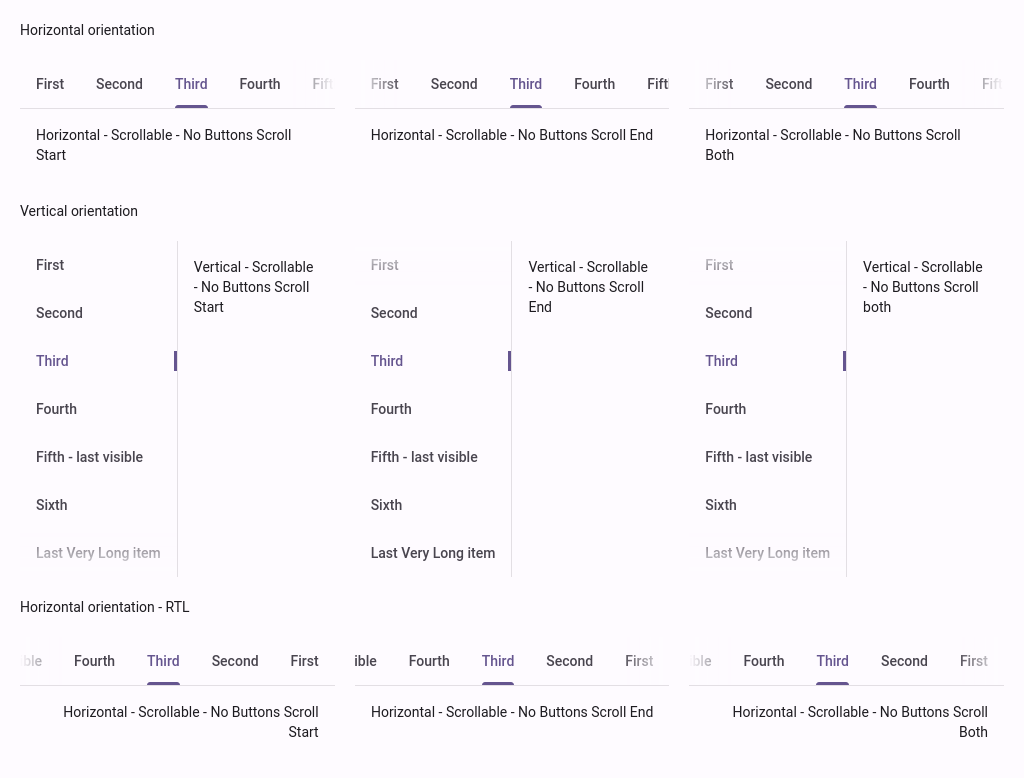 Horizontal orientation
First Second Third Fourth Fift
First Second Third Fourth Fift
First Second Third Fourth Fift
Horizontal - Scrollable - No Buttons Scroll
Start
Horizontal - Scrollable - No Buttons Scroll End
Horizontal - Scrollable - No Buttons Scroll
Both
Vertical orientation
First
Second
Third
Fourth
Fifth - last visible
Sixth
Last Very Long item
Vertical - Scrollable
- No Buttons Scroll
Start
First
Second
Third
Fourth
Fifth - last visible
Sixth
Last Very Long item
Vertical - Scrollable
- No Buttons Scroll
End
First
Second
Third
Fourth
Fifth - last visible
Sixth
Last Very Long item
Vertical - Scrollable
- No Buttons Scroll
both
Horizontal orientation - RTL
ible Fourth Third Second First
ible Fourth Third Second First
ible Fourth Third Second First
Horizontal - Scrollable - No Buttons Scroll
Start
Horizontal - Scrollable - No Buttons Scroll End
Horizontal - Scrollable - No Buttons Scroll
Both